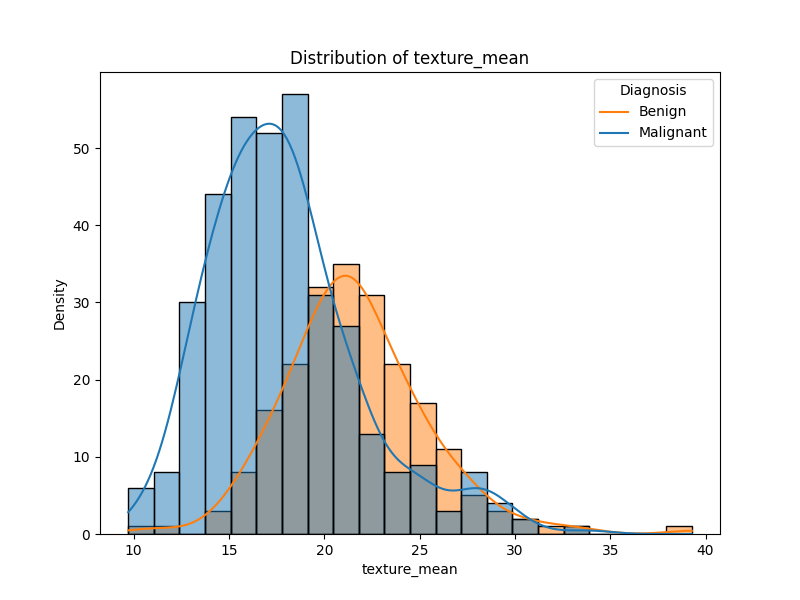 Distribution of texture_mean
Diagnosis
Benign
Malignant
Density
50
40
30
20
10
0
10 15 20 25 30 35 40
texture_mean